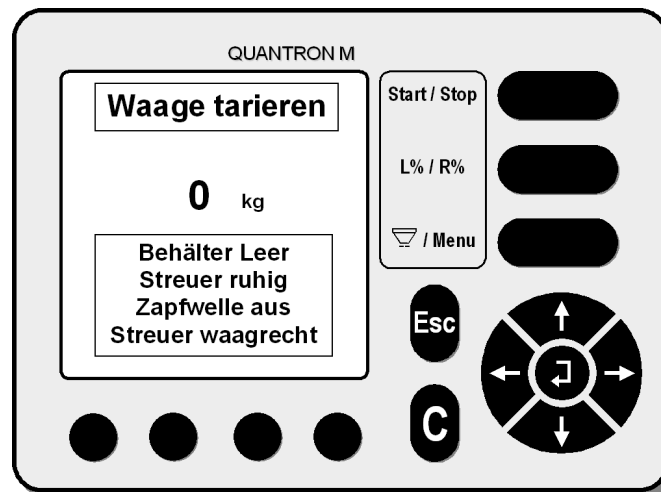 QUANTRON M
Waage tarieren
0 kg
Behälter Leer
Streuer ruhig
Zapfwelle aus
Streuer waagrecht
Start / Stop
L% / R%
/ Menu
Esc
C